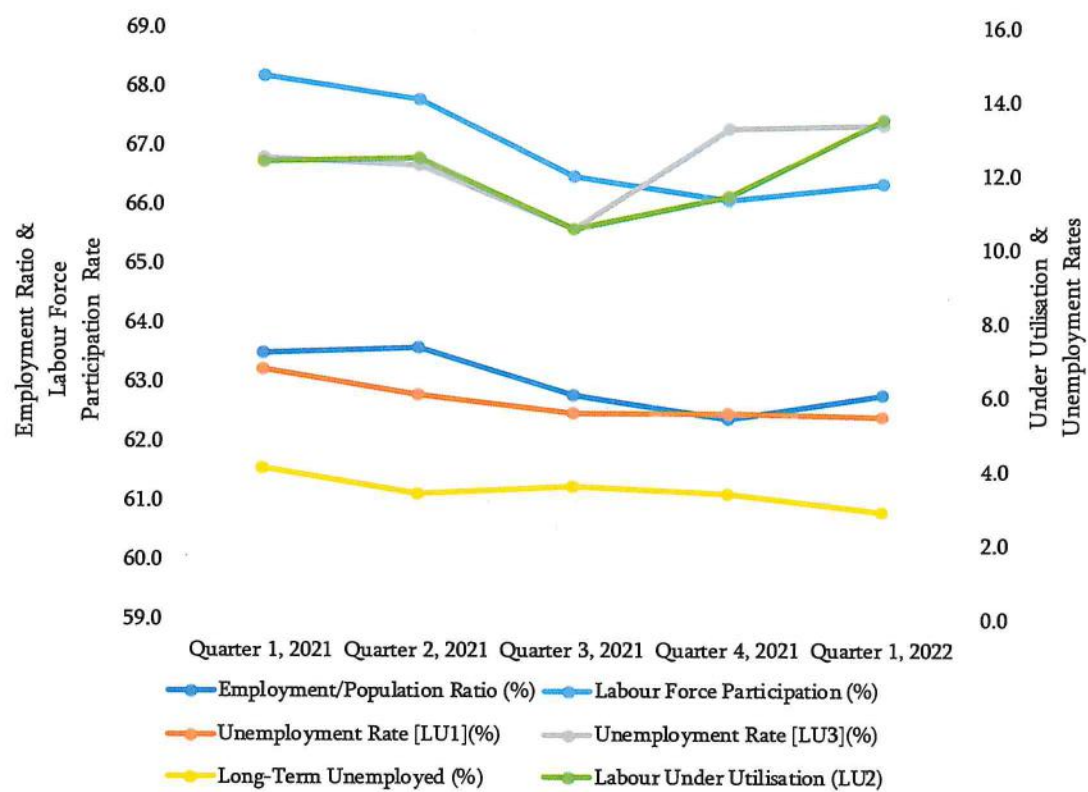 69.0
68.0
67.0
66.0
65.0
64.0
63.0
62.0
61.0
60.0
59.0
Employment Ratio &
Labour Force
Participation Rate
16.0
14.0
12.0
10.0
8.0
6.0
4.0
2.0
0.0
Under Utilisation &
Unemployment Rates
Quarter 1, 2021 Quarter 2, 2021 Quarter 3, 2021 Quarter 4, 2021 Quarter 1, 2022
Employment/Population Ratio (%) Labour Force Participation (%)
Unemployment Rate [LU1](%) Unemployment Rate [LU3](%)
Long-Term Unemployed (%) Labour Under Utilisation (LU2)